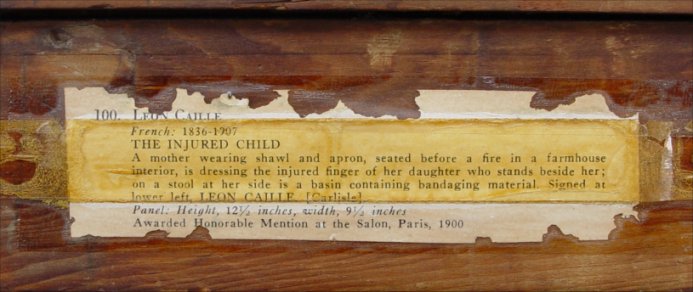 100. LEON CAILLE
French: 1836-1907
THE INJURED CHILD
A mother wearing shawl and apron, seated before a fire in a farmhouse
interior, is dressing the injured finger of her daughter who stands beside her;
on a stool at her side is a basin containing bandaging material. Signed at
lower left, LEON CAILLE. [Carlisle]
Panel: Height, 12½ inches, width, 9½ inches
Awarded Honorable Mention at the Salon, Paris, 1900